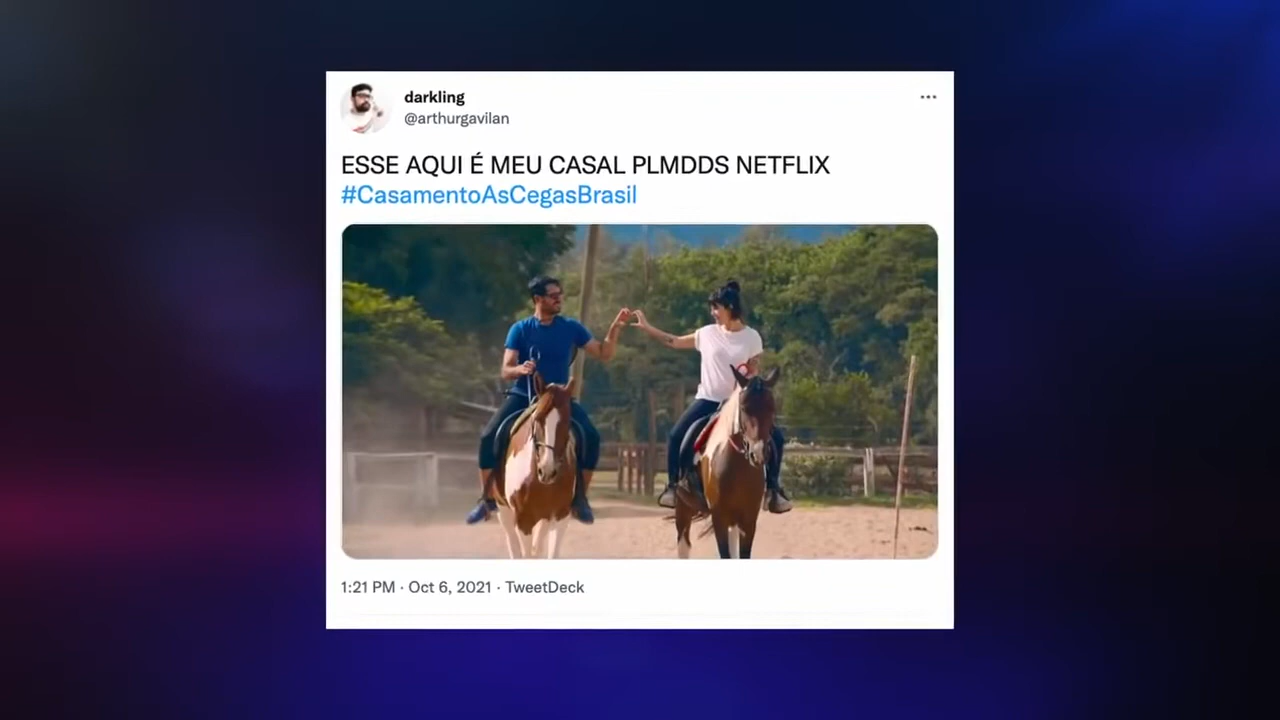 darkling
@arthurgavilan
ESSE AQUI É MEU CASAL PLMDDS NETFLIX
#CasamentoAsCegasBrasil
1:21 PM · Oct 6, 2021 · TweetDeck